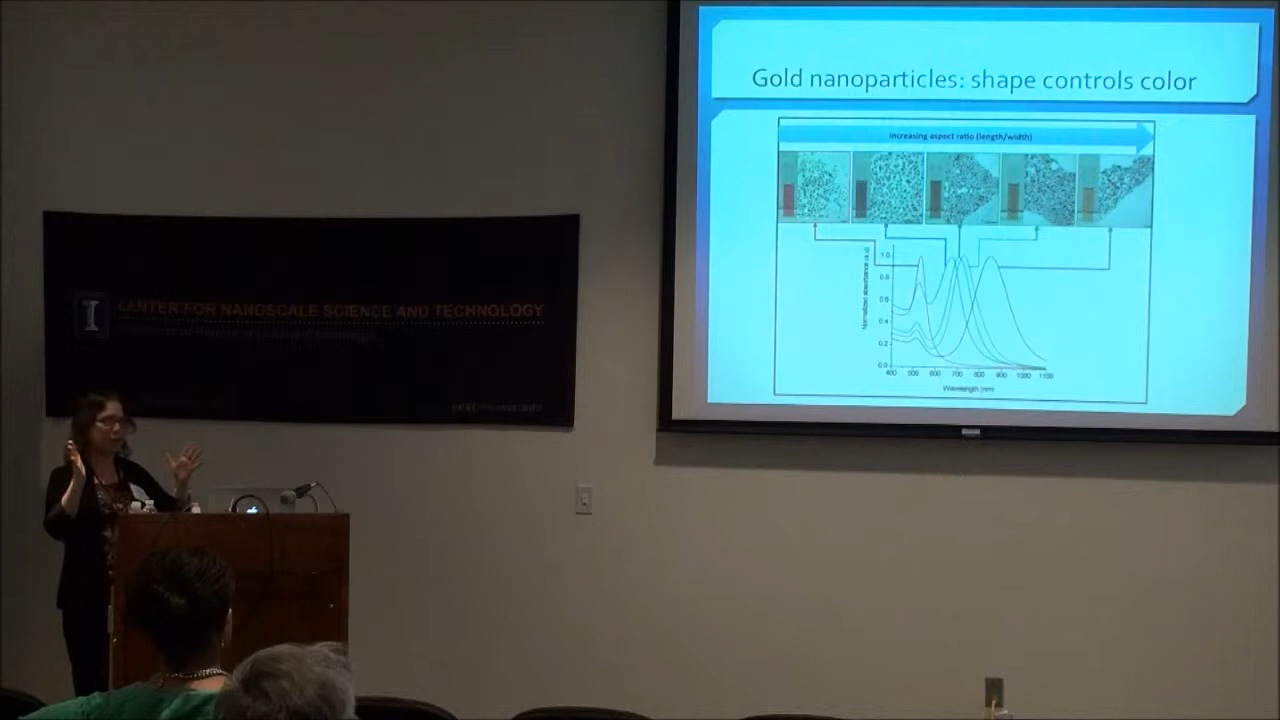 Gold nanoparticles: shape controls color
Increasing aspect ratio (length/width)
1.0
0.8
0.6
0.4
0.2
0.0
400 500 600 700 800 900 1000 1100
Wavelength (nm)
I
CENTER FOR NANOSCALE SCIENCE AND TECHNOLOGY